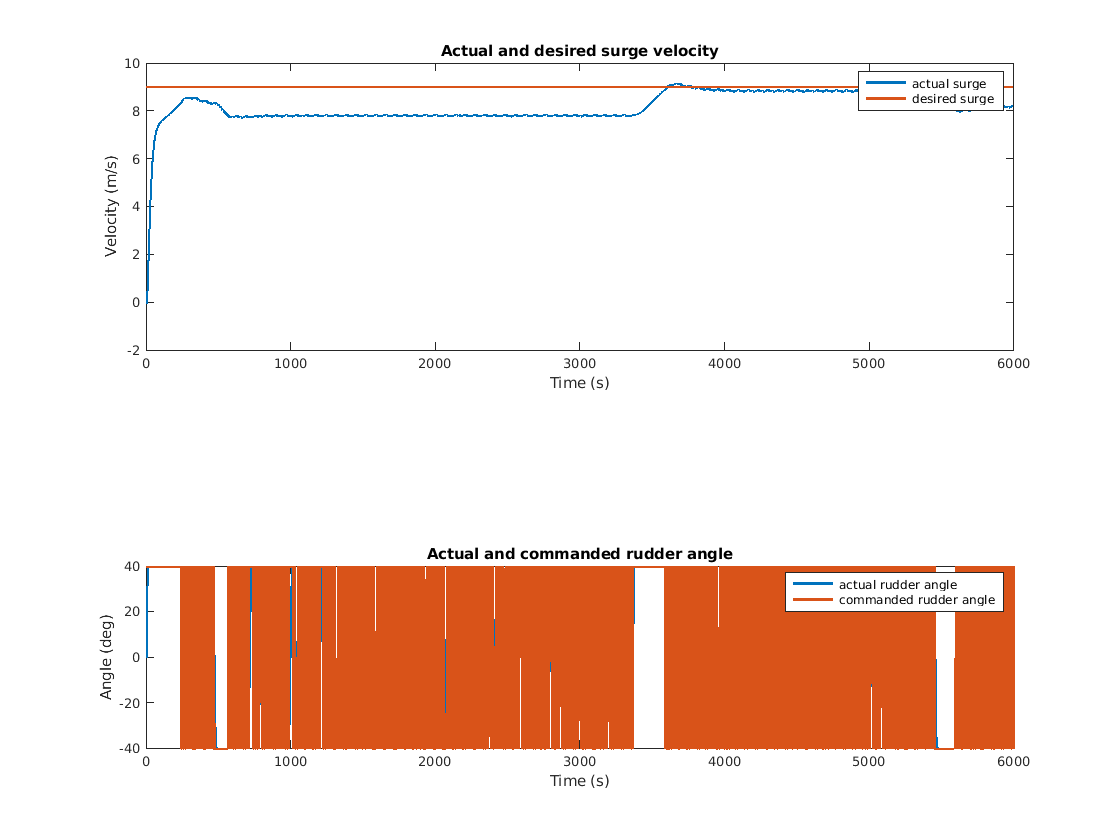 Actual and desired surge velocity
10
8
6
4
2
0
-2
Velocity (m/s)
actual surge
desired surge
0 1000 2000 3000 4000 5000 6000
Time (s)
Actual and commanded rudder angle
40
20
0
-20
-40
Angle (deg)
actual rudder angle
commanded rudder angle
0 1000 2000 3000 4000 5000 6000
Time (s)